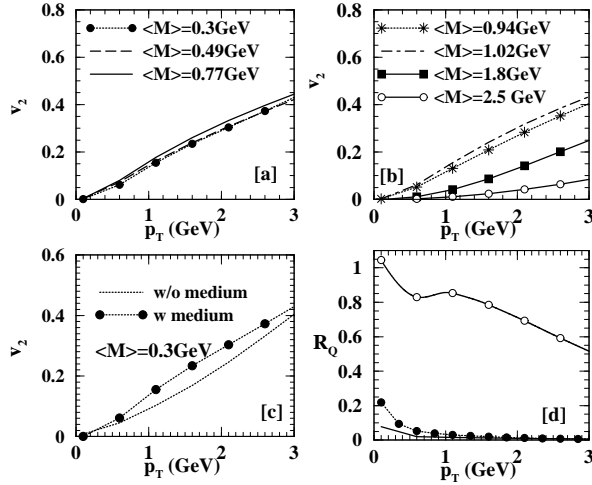 0.6
<M>=0.3GeV
<M>=0.49GeV
<M>=0.77GeV
0.4
v2
0.2
0
[a]
0 1 2 3
pT (GeV)
0.6
<M>=0.94GeV
<M>=1.02GeV
<M>=1.8GeV
<M>=2.5 GeV
v2
0.4
0.2
0
[b]
0 1 2 3
pT (GeV)
0.6
w/o medium
w medium
<M>=0.3GeV
0.4
v2
0.2
0
[c]
0 1 2 3
pT (GeV)
1
0.8
0.6
RQ
0.4
0.2
0
[d]
0 1 2 3
pT (GeV)